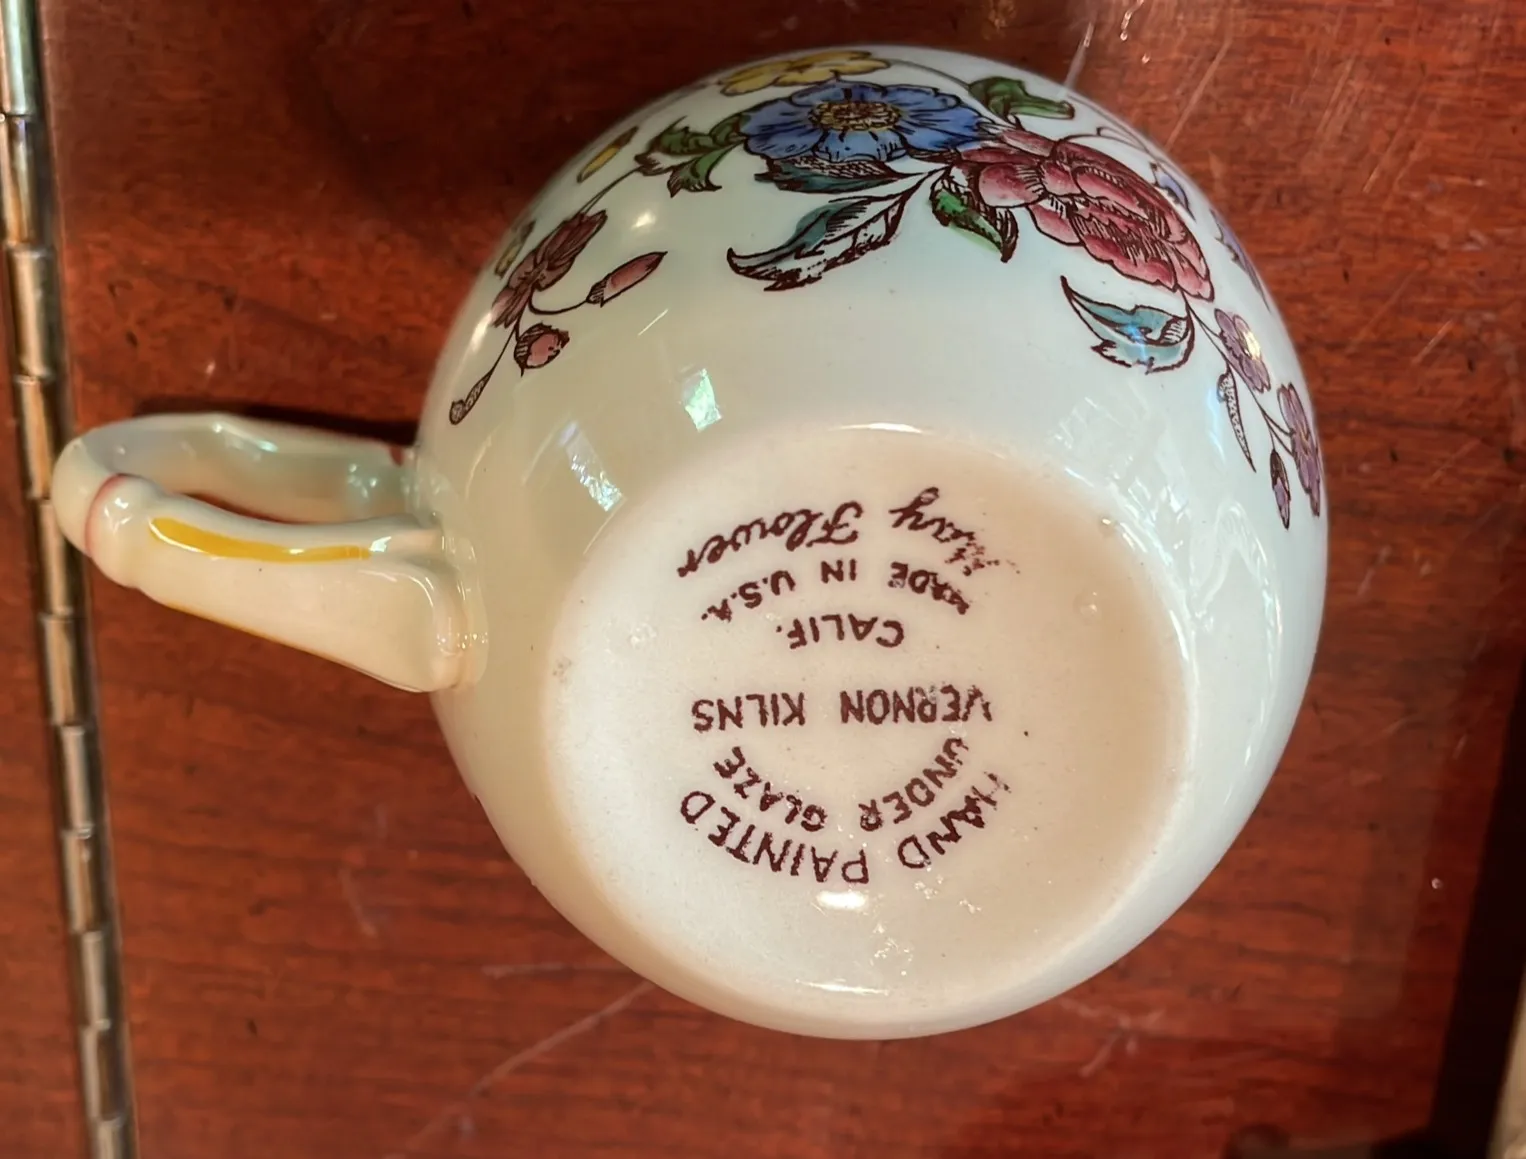 HAND PAINTED
UNDER GLAZE
VERNON KILNS
CALIF.
MADE IN U.S.A.
May Flower